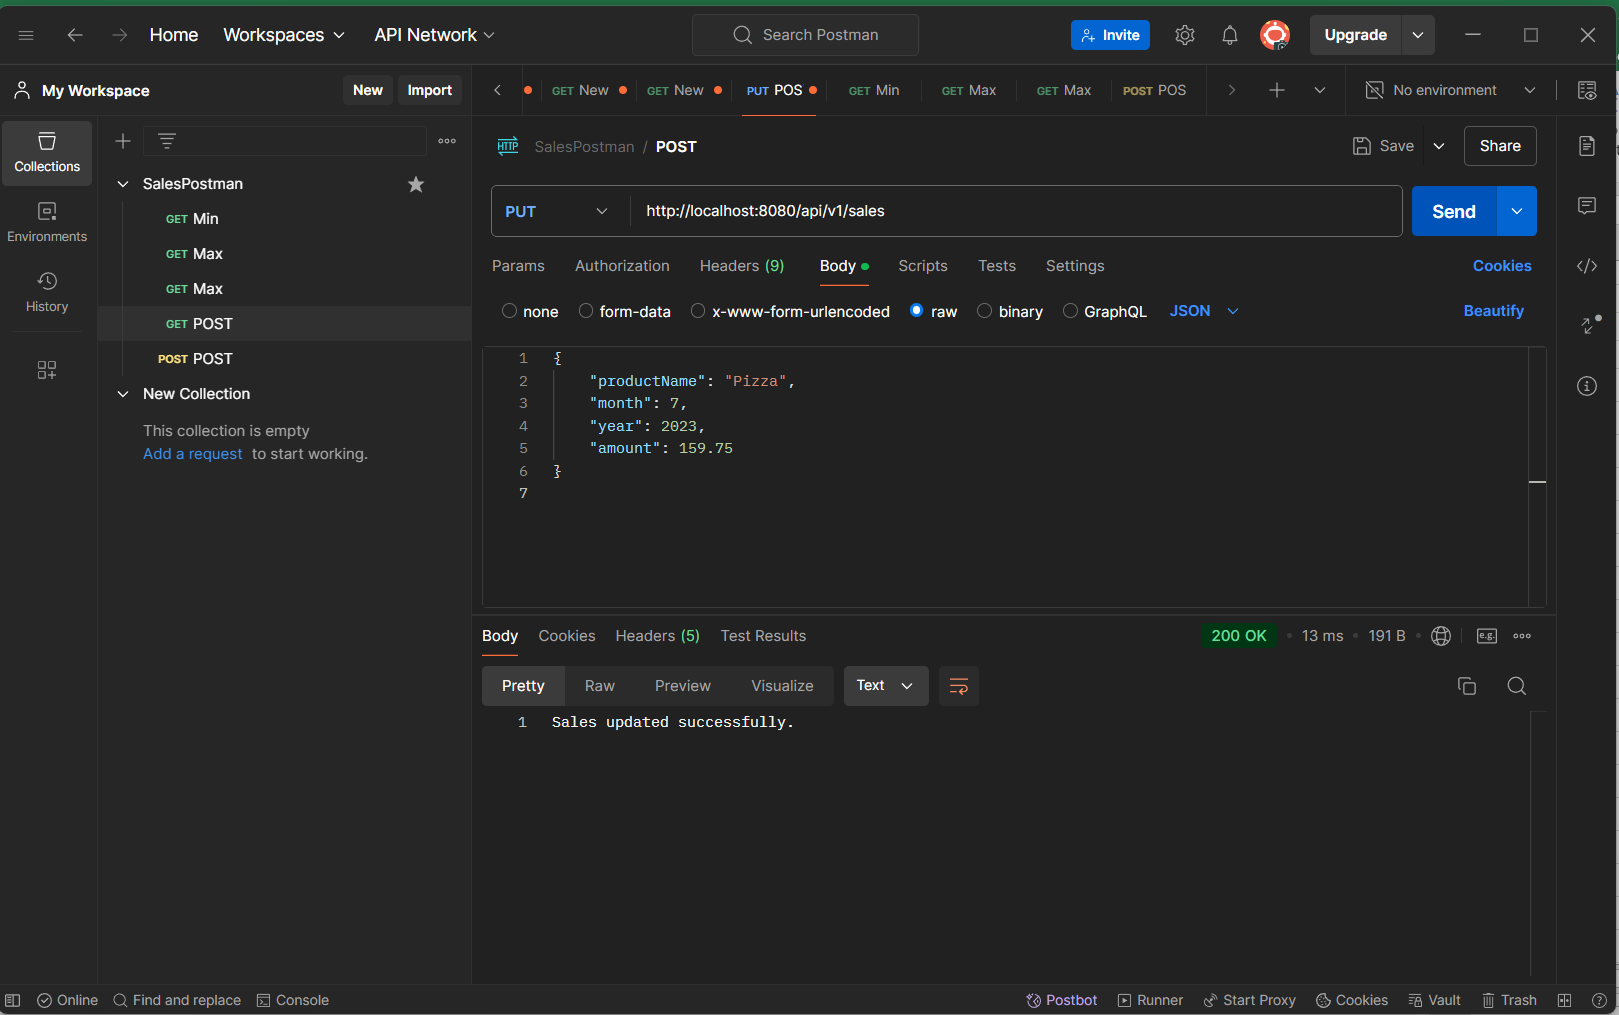 Home Workspaces API Network Search Postman Invite Upgrade
My Workspace New Import GET New GET New PUT POS GET Min GET Max GET Max POST POS No environment
Collections
Environments
History
SalesPostman
GET Min
GET Max
GET Max
GET POST
POST POST
New Collection
This collection is empty
Add a request to start working.
HTTP SalesPostman / POST Save Share
PUT http://localhost:8080/api/v1/sales Send
Params Authorization Headers (9) Body Scripts Tests Settings Cookies
none form-data x-www-form-urlencoded raw binary GraphQL JSON Beautify
1 {
2 "productName": "Pizza",
3 "month": 7,
4 "year": 2023,
5 "amount": 159.75
6 }
7
Body Cookies Headers (5) Test Results 200 OK • 13 ms • 191 B • e.g.
Pretty Raw Preview Visualize Text
1 Sales updated successfully.
Online Find and replace Console Postbot Runner Start Proxy Cookies Vault Trash